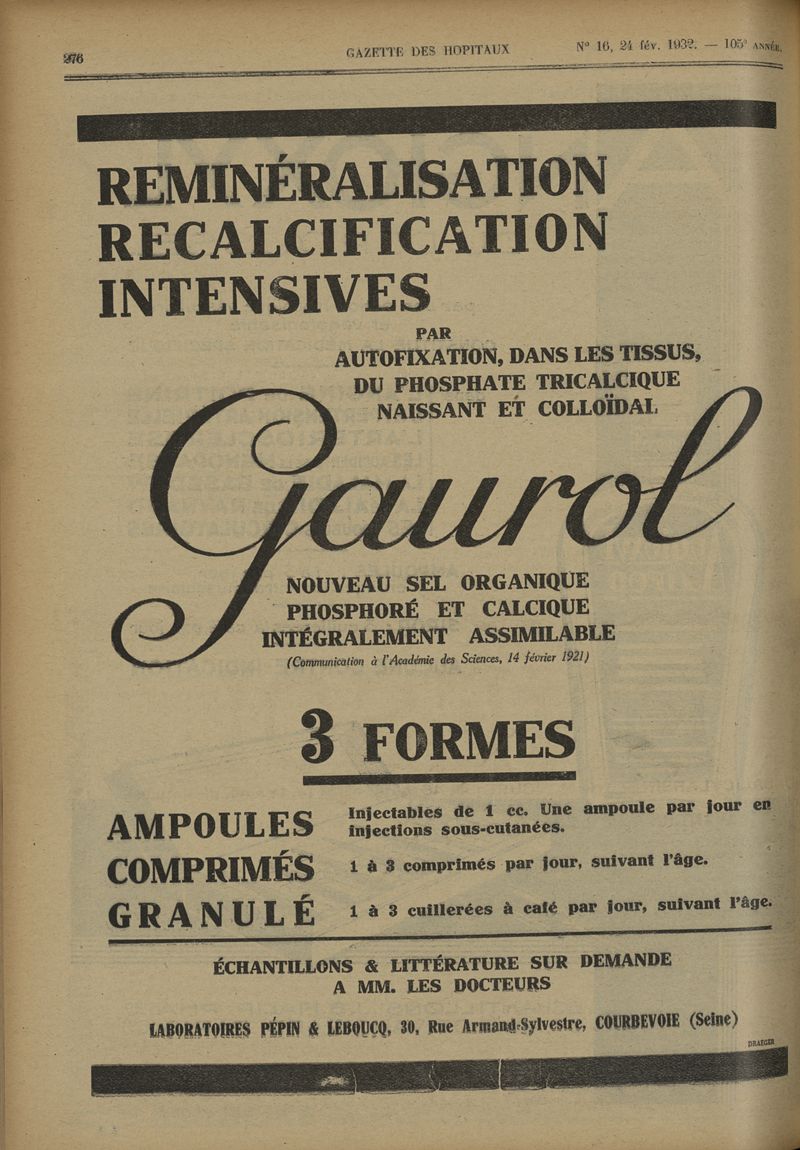 276
GAZETTE DES HOPITAUX
N° 16, 24 fév. 1932. — 105e ANNÉE.
REMINÉRALISATION
RECALCIFICATION
INTENSIVES
PAR
AUTOFIXATION, DANS LES TISSUS,
DU PHOSPHATE TRICALCIQUE
NAISSANT ET COLLOÏDAL
Gaurol
NOUVEAU SEL ORGANIQUE
PHOSPHORÉ ET CALCIQUE
INTÉGRALEMENT ASSIMILABLE
(Communication à l'Académie des Sciences, 14 février 1921)
3 FORMES
AMPOULES
Injectables de 1 cc. Une ampoule par jour en
injections sous-cutanées.
COMPRIMÉS
1 à 3 comprimés par jour, suivant l'âge.
GRANULÉ
1 à 3 cuillerées à café par jour, suivant l'âge.
ÉCHANTILLONS & LITTÉRATURE SUR DEMANDE
A MM. LES DOCTEURS
LABORATOIRES PÉPIN & LEBOUCQ, 30, Rue Armand-Sylvestre, COURBEVOIE (Seine)
DRAEGER